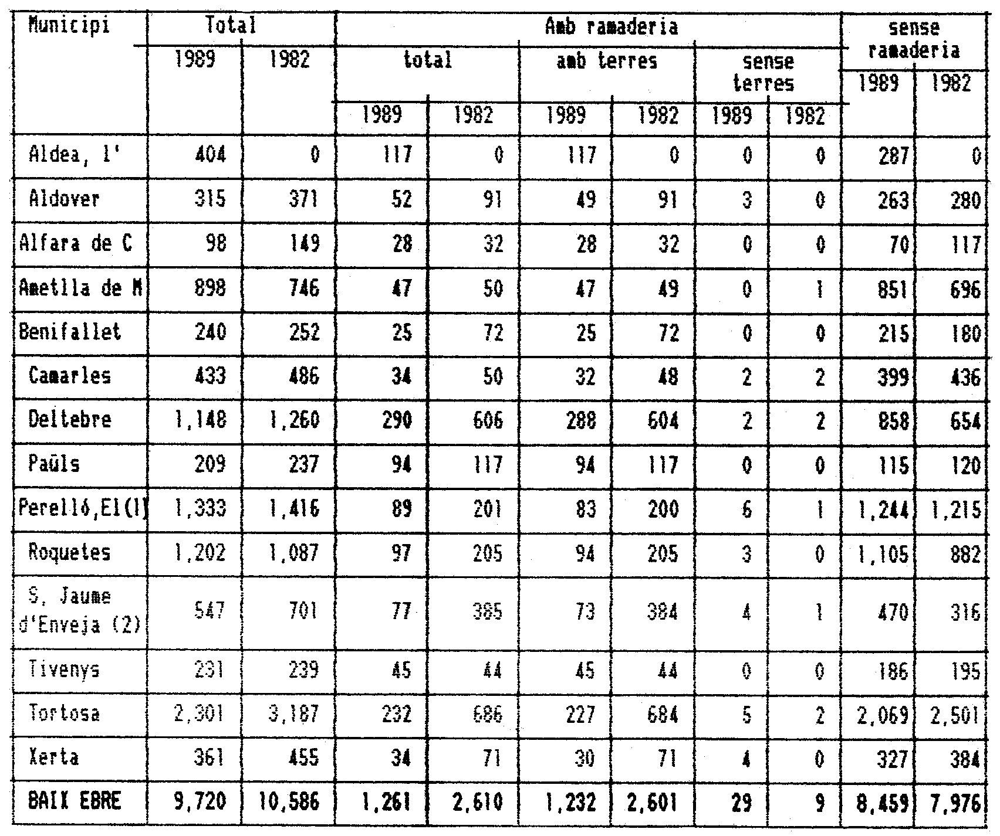 Municipi Total Amb ramaderia sense ramaderia
1989 1982 total amb terres sense terres 1989 1982
1989 1982 1989 1982 1989 1982
Aldea, l' 404 0 117 0 117 0 0 0 287 0
Aldover 315 371 52 91 49 91 3 0 263 280
Alfara de C 98 149 28 32 28 32 0 0 70 117
Ametlla de M 898 746 47 50 47 49 0 1 851 696
Benifallet 240 252 25 72 25 72 0 0 215 180
Camarles 433 486 34 50 32 48 2 2 399 436
Deltebre 1,148 1,260 290 606 288 604 2 2 858 654
Paüls 209 237 94 117 94 117 0 0 115 120
Perelló,El(1) 1,333 1,416 89 201 83 200 6 1 1,244 1,215
Roquetes 1,202 1,087 97 205 94 205 3 0 1,105 882
S, Jaume
d'Enveja (2) 547 701 77 385 73 384 4 1 470 316
Tivenys 231 239 45 44 45 44 0 0 186 195
Tortosa 2,301 3,187 232 686 227 684 5 2 2,069 2,501
Xerta 361 455 34 71 30 71 4 0 327 384
BAIX EBRE 9,720 10,586 1,261 2,610 1,232 2,601 29 9 8,459 7,976